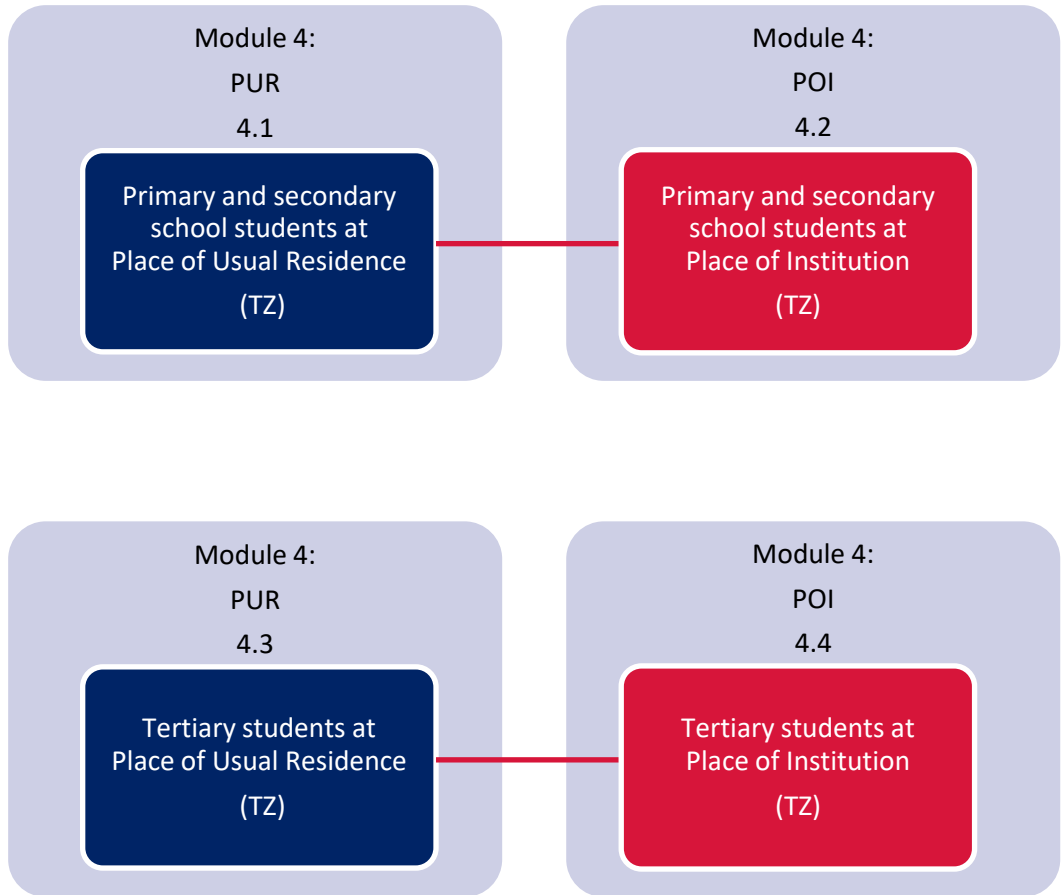 Module 4:
PUR
4.1
Primary and secondary
school students at
Place of Usual Residence
(TZ)
Module 4:
POI
4.2
Primary and secondary
school students at
Place of Institution
(TZ)
Module 4:
PUR
4.3
Tertiary students at
Place of Usual Residence
(TZ)
Module 4:
POI
4.4
Tertiary students at
Place of Institution
(TZ)